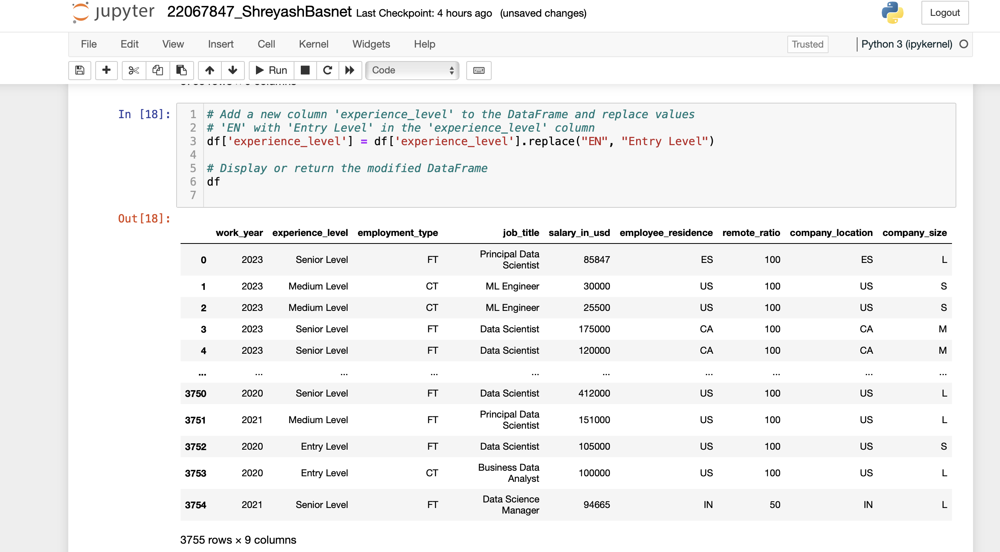 jupyter 22067847_ShreyashBasnet Last Checkpoint: 4 hours ago (unsaved changes) Logout
File Edit View Insert Cell Kernel Widgets Help Trusted Python 3 (ipykernel)
Run Code
3755 rows × 9 columns
In [18]:
1 # Add a new column 'experience_level' to the DataFrame and replace values
2 # 'EN' with 'Entry Level' in the 'experience_level' column
3 df['experience_level'] = df['experience_level'].replace("EN", "Entry Level")
4
5 # Display or return the modified DataFrame
6 df
7
Out[18]:
work_year experience_level employment_type job_title salary_in_usd employee_residence remote_ratio company_location company_size
0 2023 Senior Level FT Principal Data Scientist 85847 ES 100 ES L
1 2023 Medium Level CT ML Engineer 30000 US 100 US S
2 2023 Medium Level CT ML Engineer 25500 US 100 US S
3 2023 Senior Level FT Data Scientist 175000 CA 100 CA M
4 2023 Senior Level FT Data Scientist 120000 CA 100 CA M
... ... ... ... ... ... ... ... ... ...
3750 2020 Senior Level FT Data Scientist 412000 US 100 US L
3751 2021 Medium Level FT Principal Data Scientist 151000 US 100 US L
3752 2020 Entry Level FT Data Scientist 105000 US 100 US S
3753 2020 Entry Level CT Business Data Analyst 100000 US 100 US L
3754 2021 Senior Level FT Data Science Manager 94665 IN 50 IN L
3755 rows × 9 columns